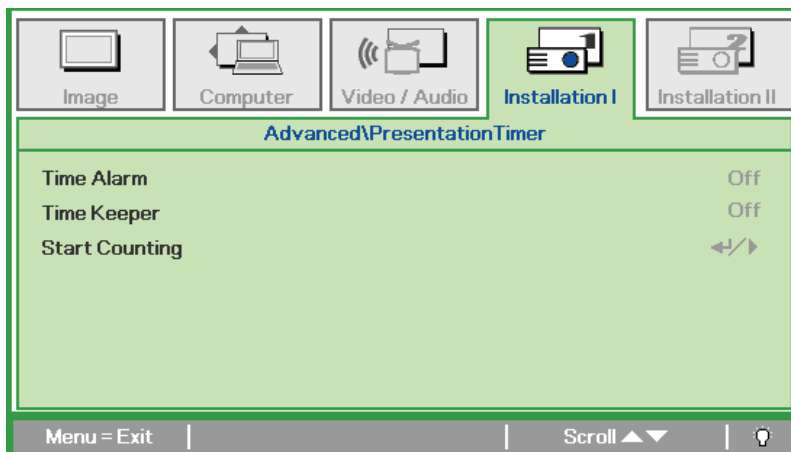 Image
Computer
Video / Audio
Installation I
Installation II
Advanced\PresentationTimer
Time Alarm Off
Time Keeper Off
Start Counting ↵/▶
Menu = Exit Scroll ▲▼